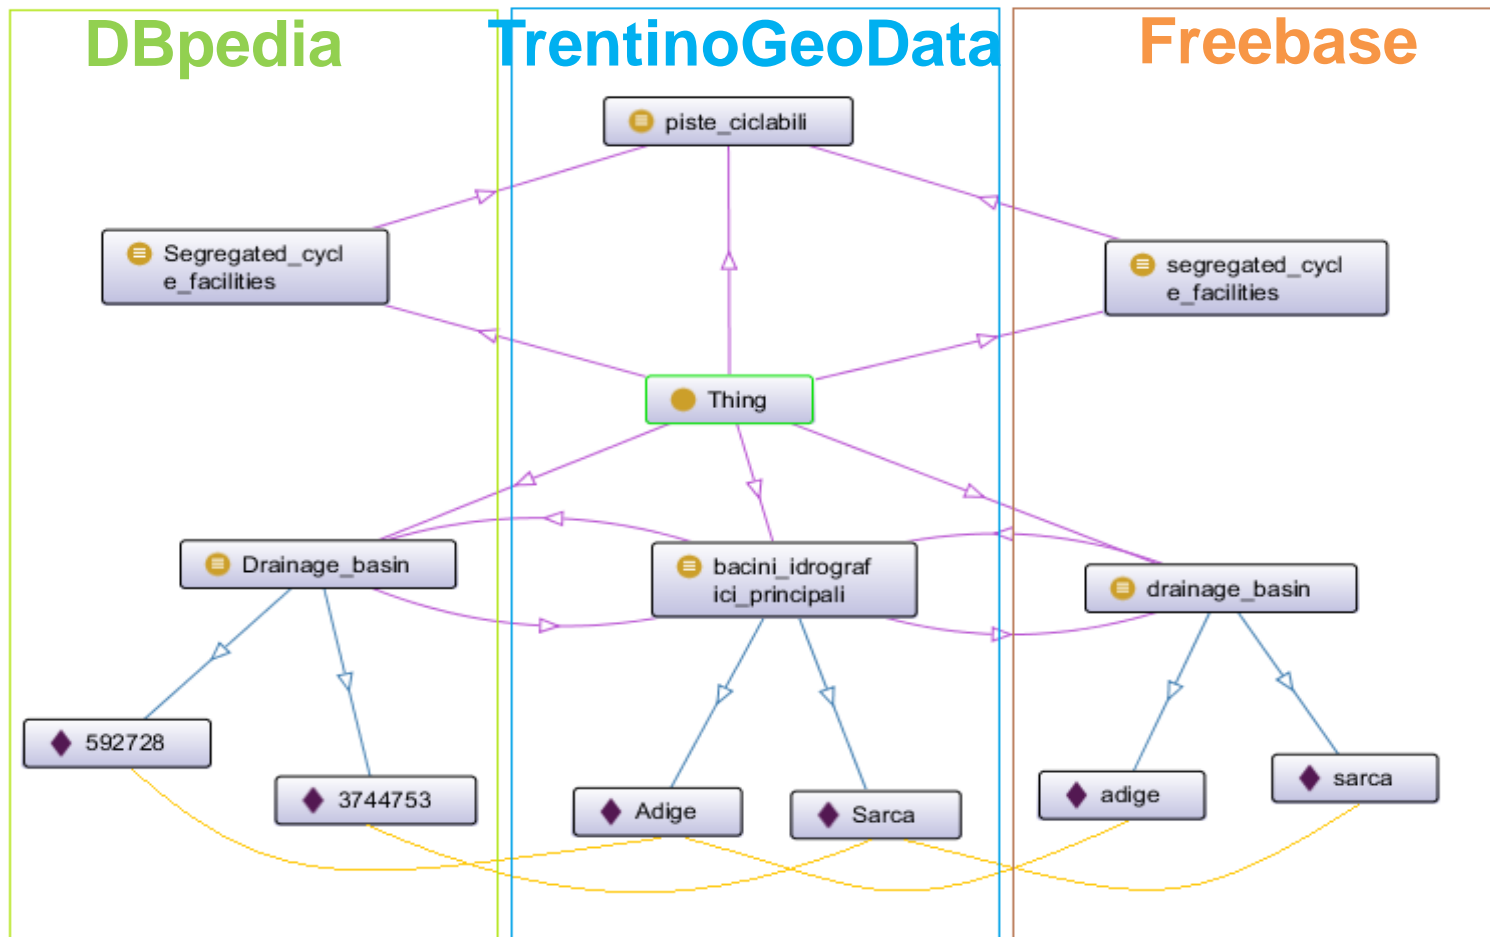 DBpedia
TrentinoGeoData
Freebase
piste_ciclabili
Segregated_cycl
e_facilities
segregated_cycl
e_facilities
Thing
Drainage_basin
bacini_idrograf
ici_principali
drainage_basin
592728
3744753
Adige
Sarca
adige
sarca